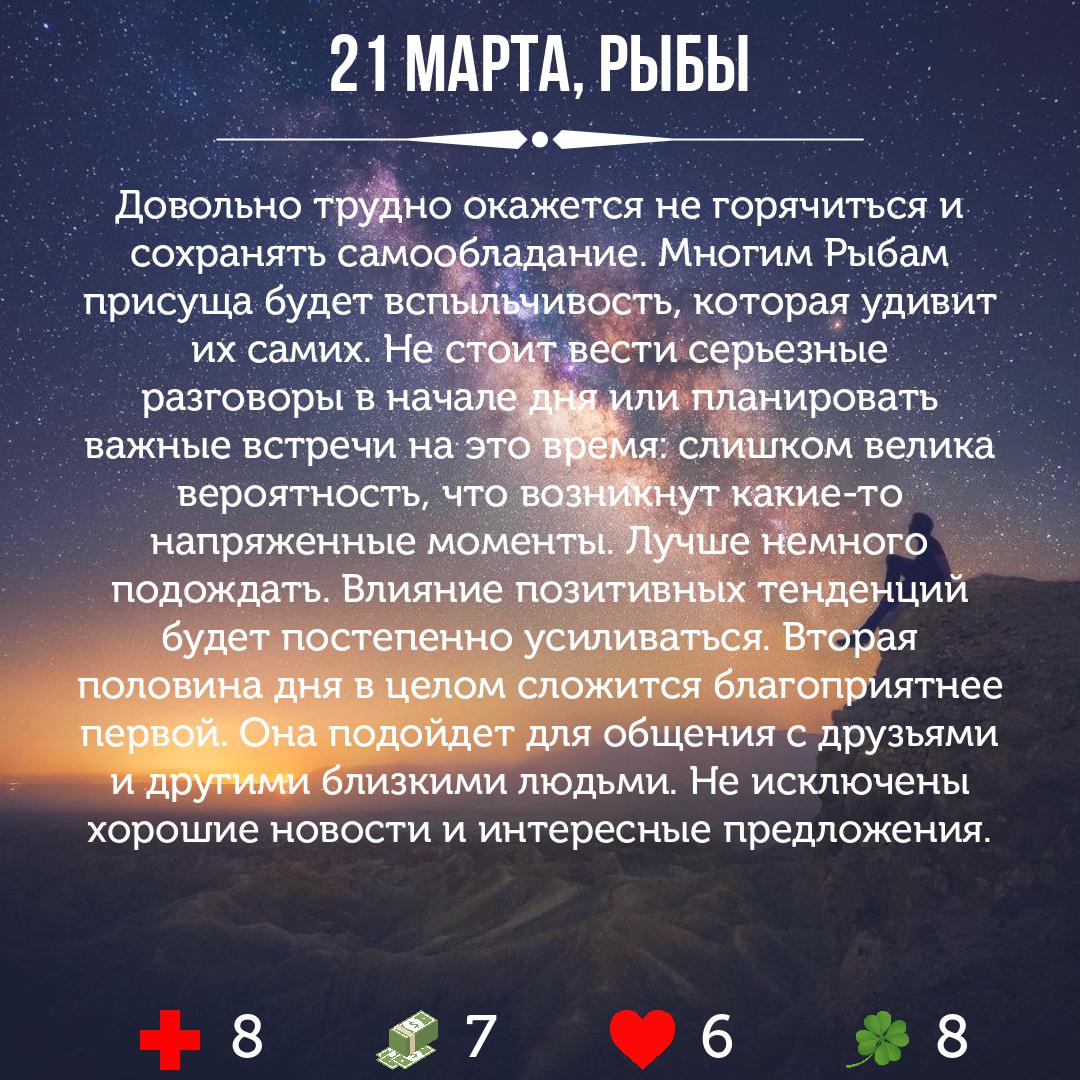 21 МАРТА, РЫБЫ
Довольно трудно окажется не горячиться и
сохранять самообладание. Многим Рыбам
присуща будет вспыльчивость, которая удивит
их самих. Не стоит вести серьезные
разговоры в начале дня или планировать
важные встречи на это время: слишком велика
вероятность, что возникнут какие-то
напряженные моменты. Лучше немного
подождать. Влияние позитивных тенденций
будет постепенно усиливаться. Вторая
половина дня в целом сложится благоприятнее
первой. Она подойдет для общения с друзьями
и другими близкими людьми. Не исключены
хорошие новости и интересные предложения.
8 7 6 8